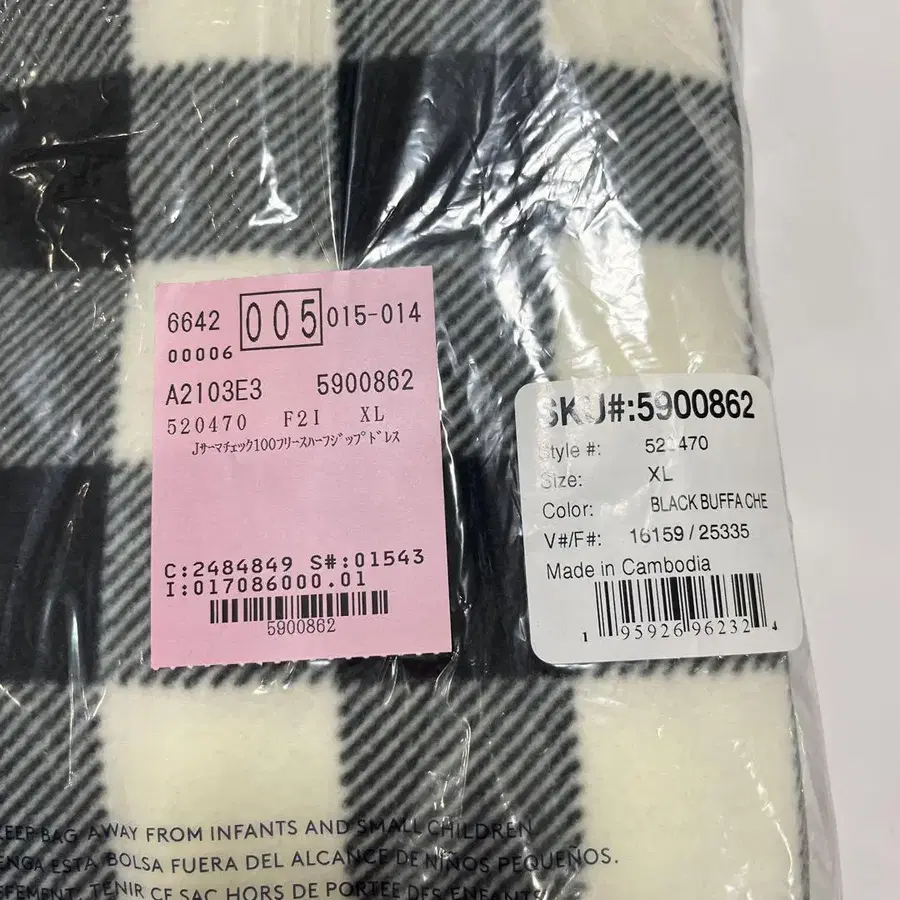 6642 005 015-014
00006
A2103E3 5900862
520470 F21 XL
Jサーマチェック100フリースハーフジップドレス
C:2484849 S#:01543
I:017086000.01
5900862
SKU#:5900862
Style #: 520470
Size: XL
Color: BLACK BUFFA CHE
V#/F#: 16159 / 25335
Made in Cambodia
1 95926 96232 4
KEEP BAG AWAY FROM INFANTS AND SMALL CHILDREN
ENGA ESTA BOLSA FUERA DEL ALCANCE DE NIÑOS PEQUEÑOS.
TENIR CE SAC HORS DE PORTÉE DES ENFANTS